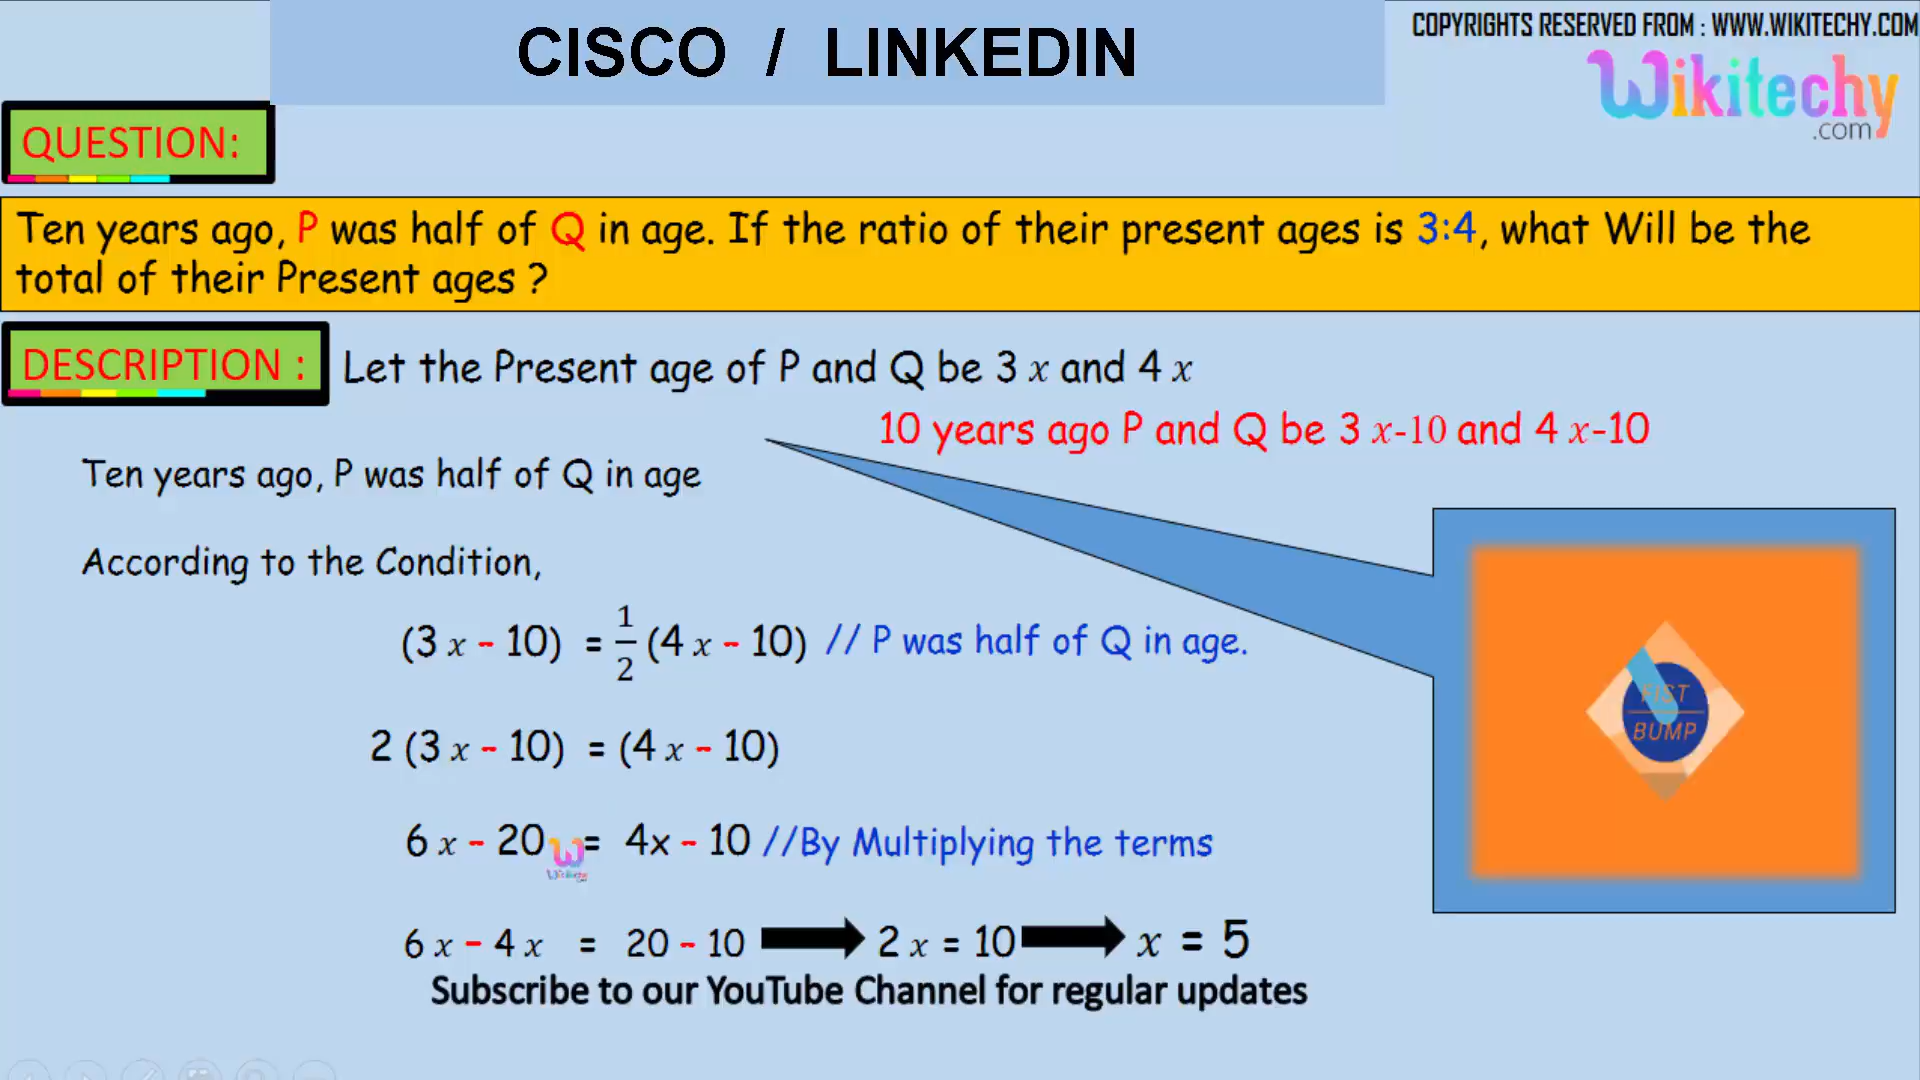 CISCO / LINKEDIN
COPYRIGHTS RESERVED FROM : WWW.WIKITECHY.COM
Wikitechy
.com
QUESTION:
Ten years ago, P was half of Q in age. If the ratio of their present ages is 3:4, what Will be the
total of their Present ages ?
DESCRIPTION :
Let the Present age of P and Q be 3 x and 4 x
10 years ago P and Q be 3 x-10 and 4 x-10
Ten years ago, P was half of Q in age
According to the Condition,
(3 x - 10) = 1/2 (4 x - 10) // P was half of Q in age.
FIST
BUMP
2 (3 x - 10) = (4 x - 10)
6 x - 20 = 4x - 10 //By Multiplying the terms
Wikitechy
6 x - 4 x = 20 - 10 ➡ 2 x = 10 ➡ x = 5
Subscribe to our YouTube Channel for regular updates